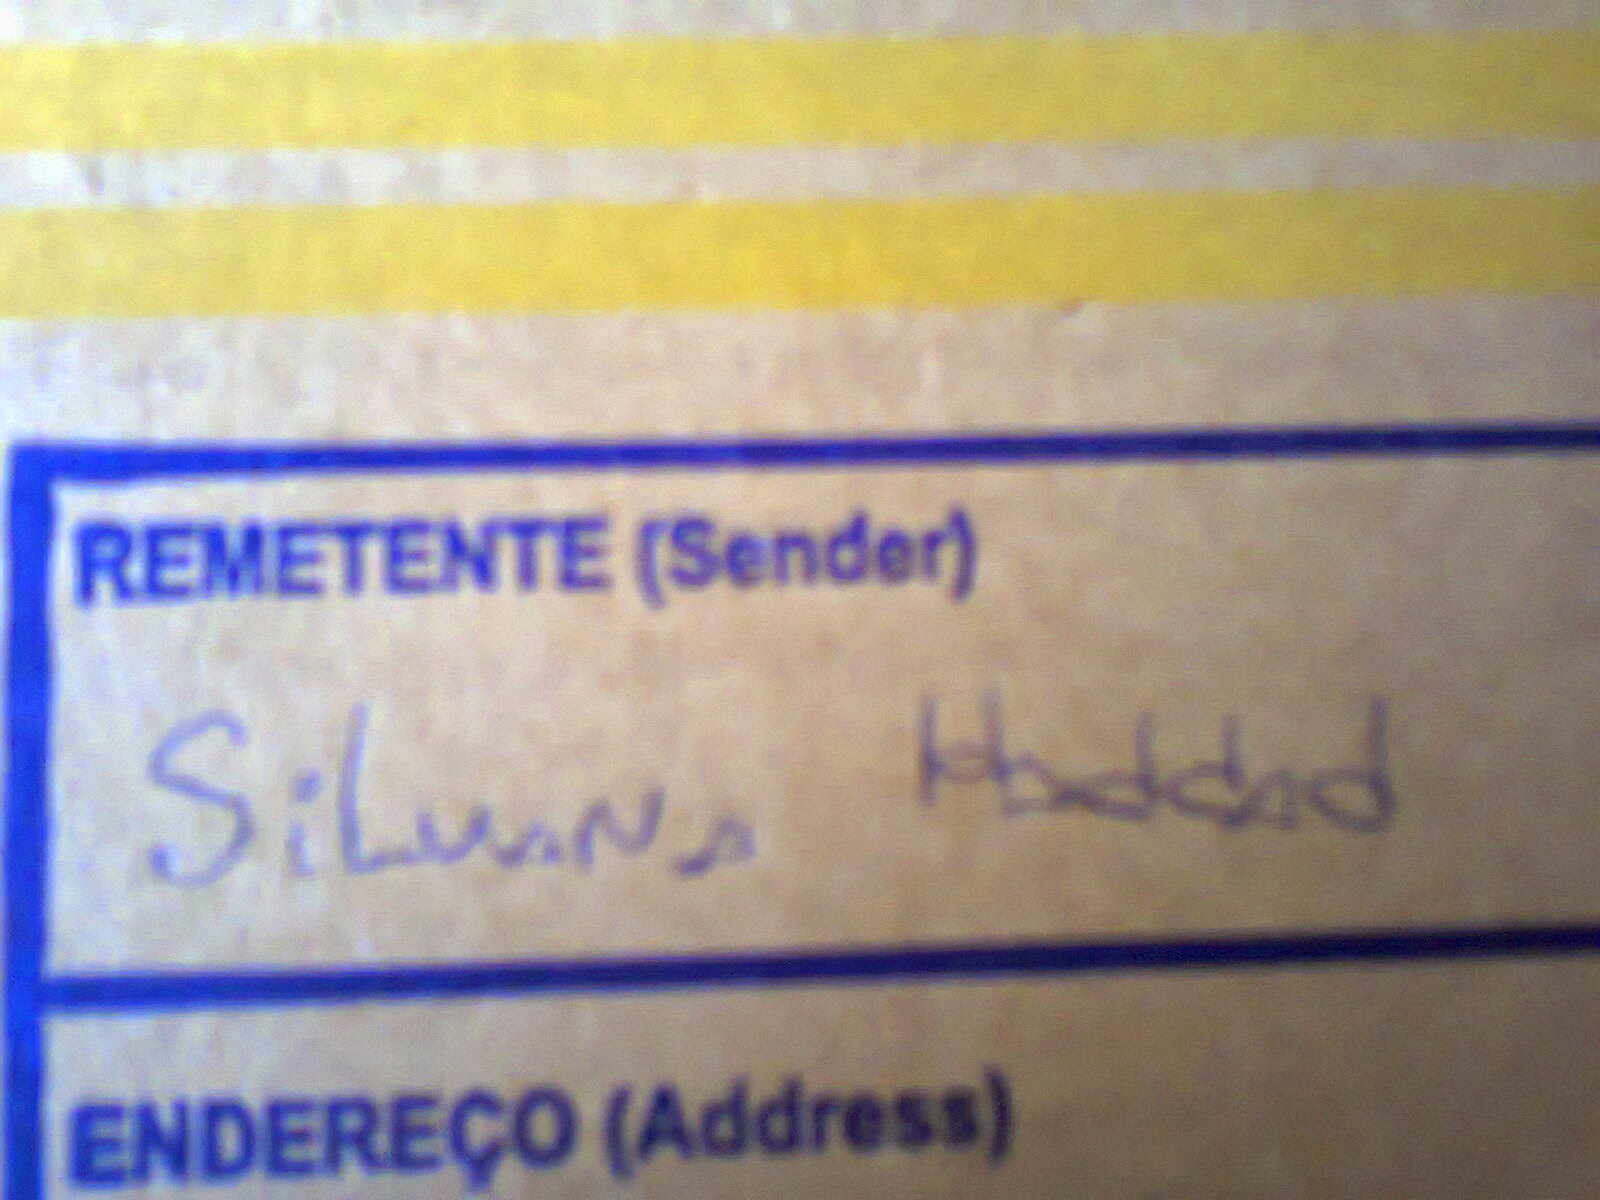 REMETENTE (Sender)
SiLvaNa Haddad
ENDEREÇO (Address)